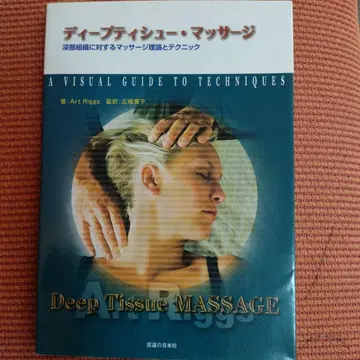 ディープティシュー・マッサージ
深部組織に対するマッサージ理論とテクニック
A VISUAL GUIDE TO TECHNIQUES
著:Art Riggs 監訳:広橋憲子
Deep Tissue MASSAGE
Art Riggs
医道の日本社